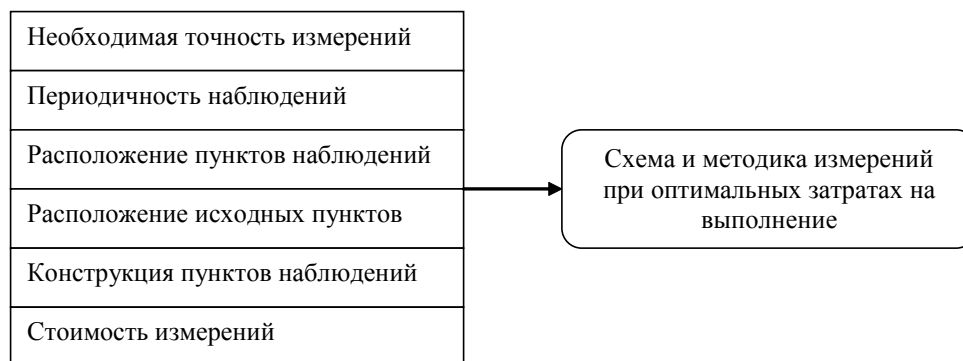 Необходимая точность измерений
Периодичность наблюдений
Расположение пунктов наблюдений
Расположение исходных пунктов
Конструкция пунктов наблюдений
Стоимость измерений
Схема и методика измерений
при оптимальных затратах на
выполнение